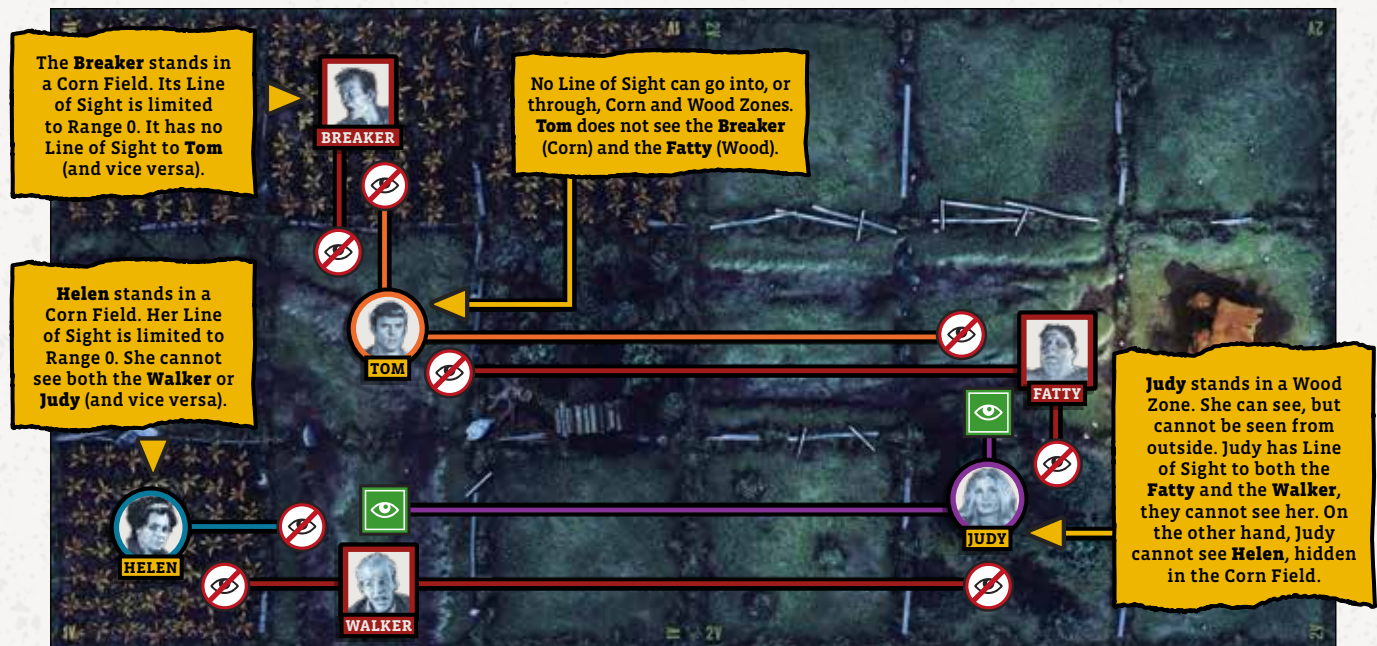 The Breaker stands in
a Corn Field. Its Line
of Sight is limited
to Range 0. It has no
Line of Sight to Tom
(and vice versa).
BREAKER
No Line of Sight can go into, or
through, Corn and Wood Zones.
Tom does not see the Breaker
(Corn) and the Fatty (Wood).
Helen stands in a
Corn Field. Her Line
of Sight is limited to
Range 0. She cannot
see both the Walker or
Judy (and vice versa).
TOM
FATTY
Judy stands in a Wood
Zone. She can see, but
cannot be seen from
outside. Judy has Line
of Sight to both the
Fatty and the Walker,
they cannot see her. On
the other hand, Judy
cannot see Helen, hidden
in the Corn Field.
HELEN
JUDY
WALKER
2V